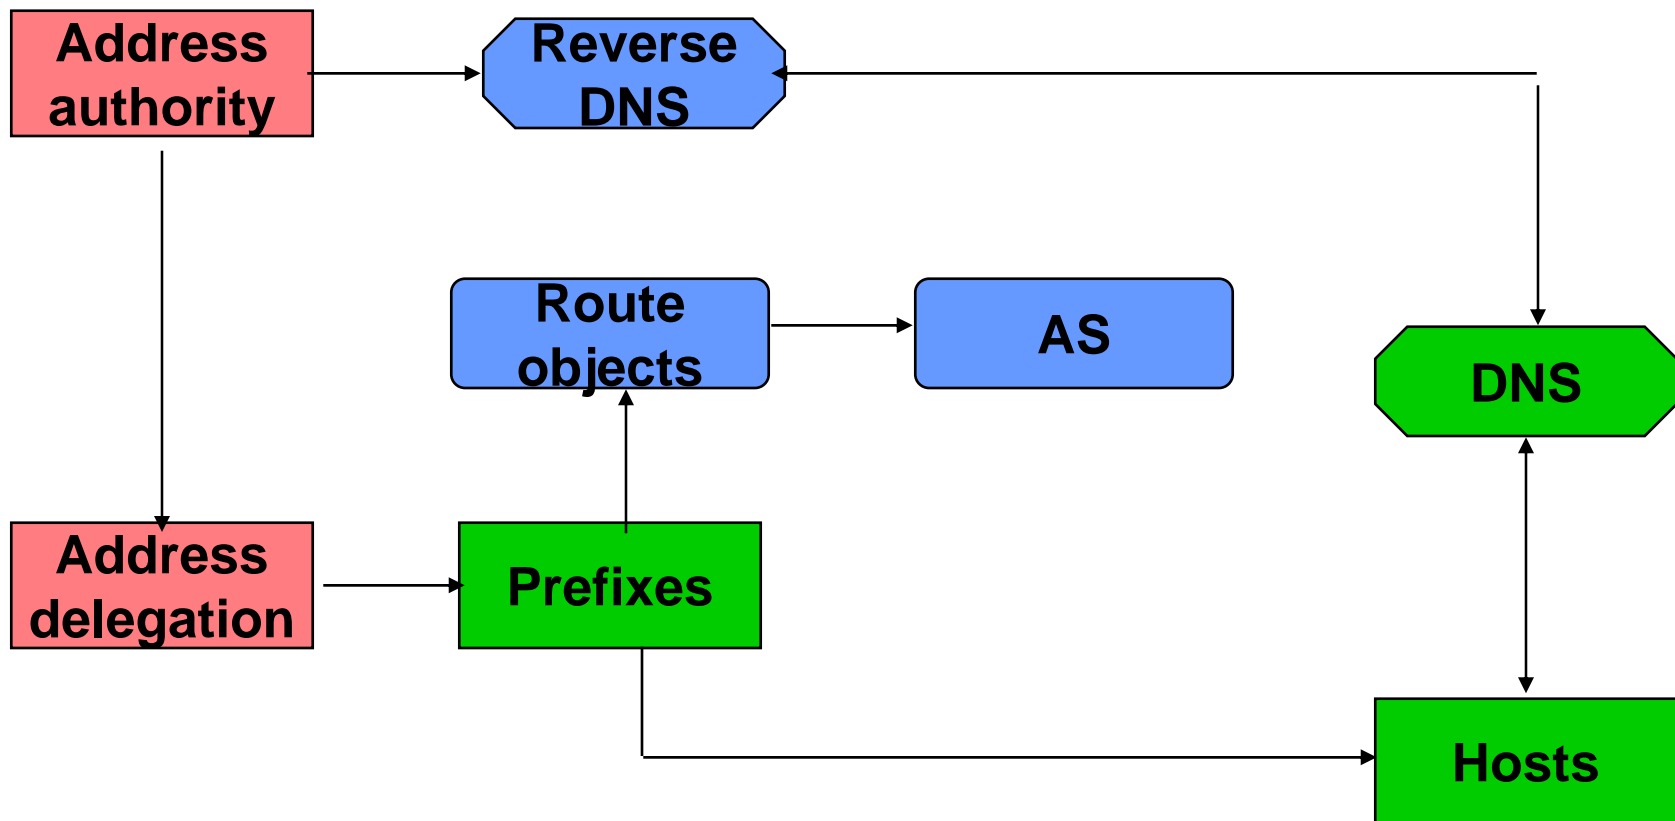 Address
authority
Reverse
DNS
Route
objects
AS
DNS
Address
delegation
Prefixes
Hosts